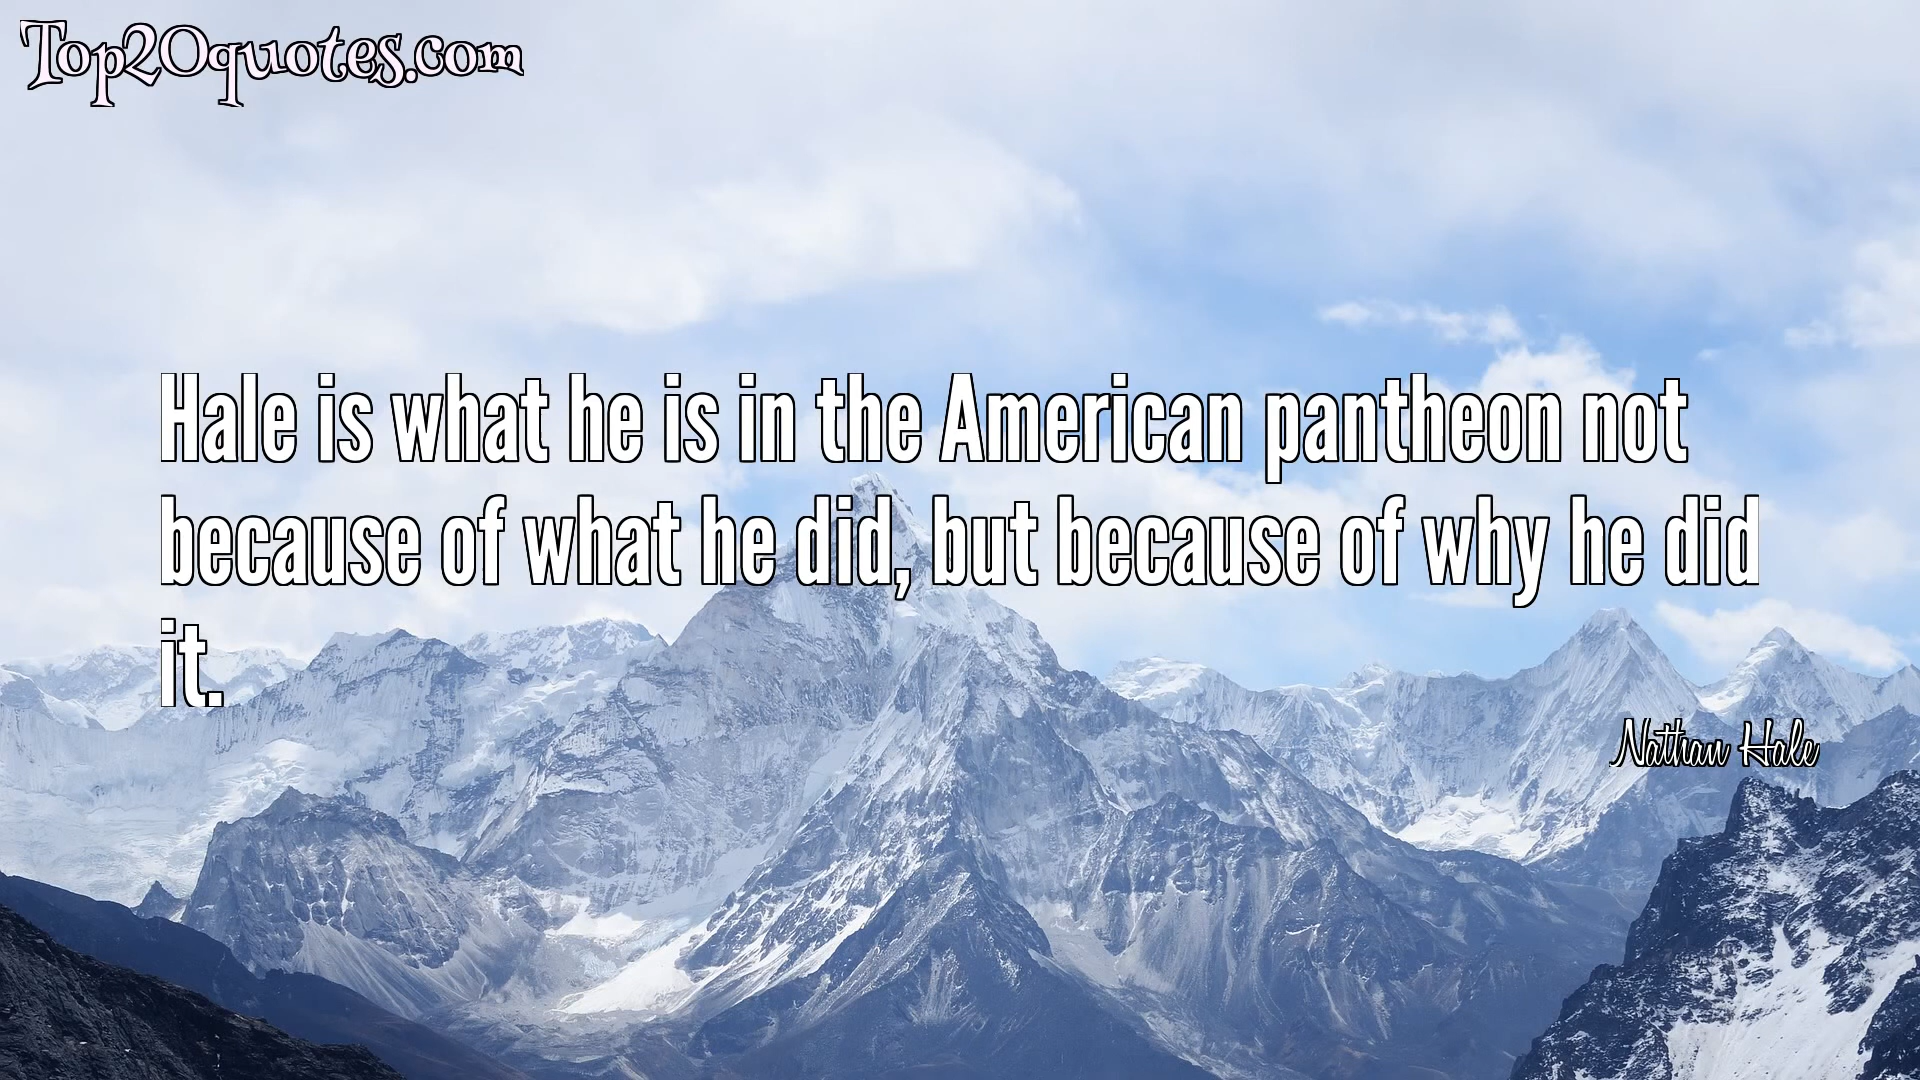 Top20quotes.com
Hale is what he is in the American pantheon not
because of what he did, but because of why he did
it.
Nathan Hale